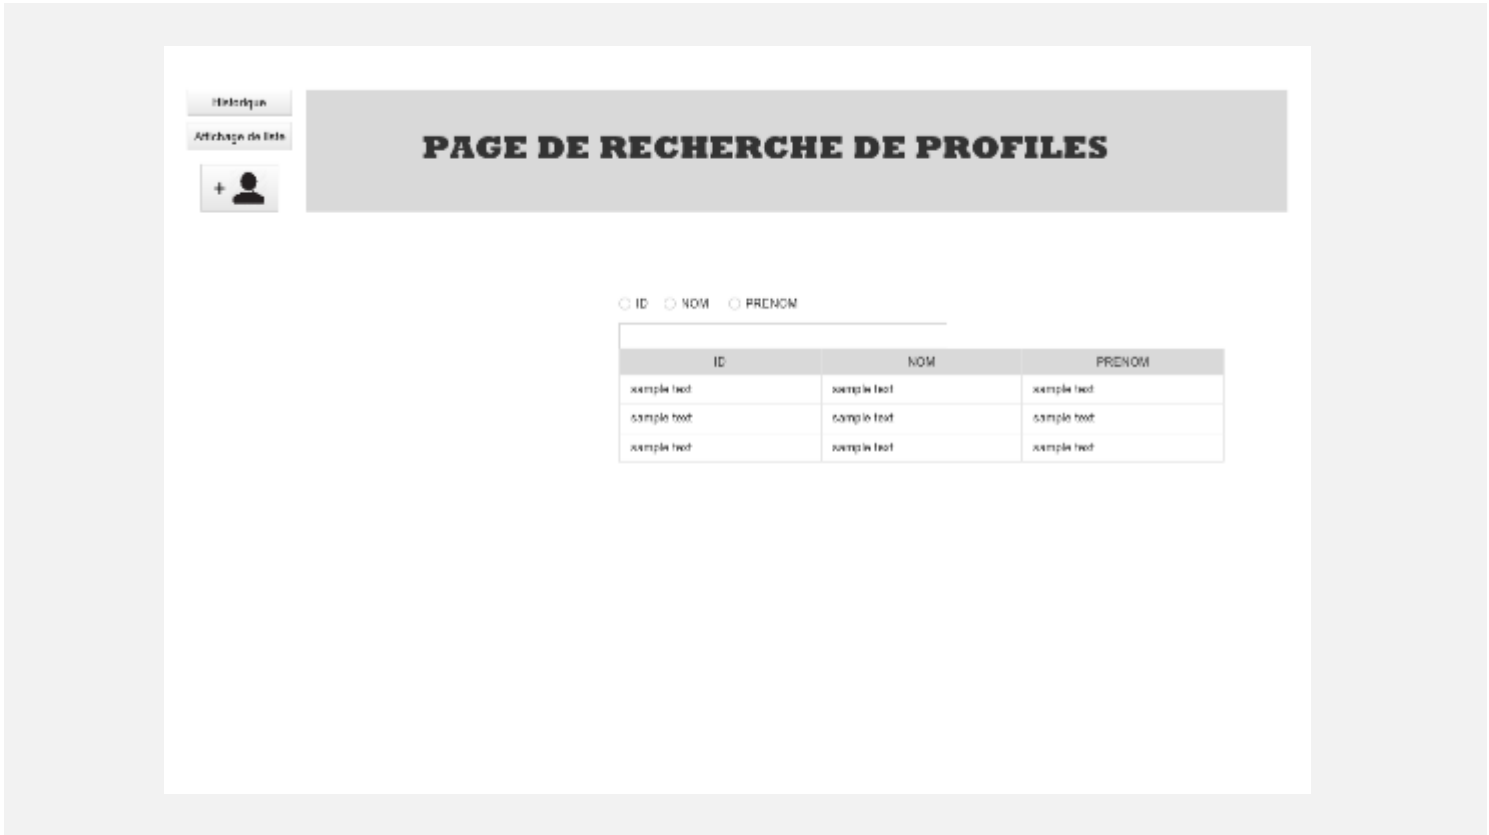 Historique
Affichage de liste
+
PAGE DE RECHERCHE DE PROFILES
ID NOM PRENOM
ID NOM PRENOM
sample text sample text sample text
sample text sample text sample text
sample text sample text sample text